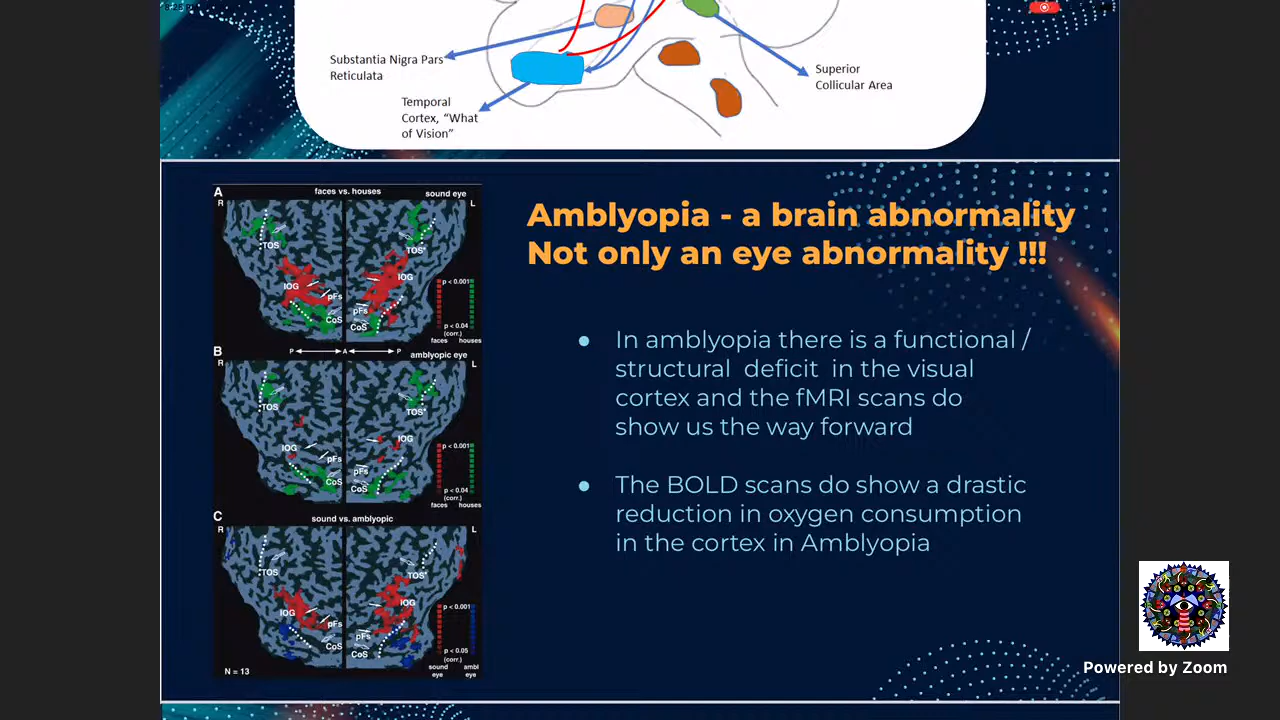 Substantia Nigra Pars
Reticulata
Superior
Collicular Area
Temporal
Cortex, “What
of Vision”
A
faces vs. houses
sound eye
R
L
TOS
TOS*
IOG
IOG
pFs
pFs
CoS
CoS
p < 0.001
p < 0.04
(corr.)
faces houses
P A P
B
amblyopic eye
R
L
TOS
TOS*
IOG
IOG
pFs
pFs
CoS
CoS
p < 0.001
p < 0.04
(corr.)
faces houses
C
sound vs. amblyopic
R
L
TOS
TOS*
IOG
IOG
pFs
pFs
CoS
CoS
p < 0.001
p < 0.05
(corr.)
sound ambl
eye eye
N = 13
Amblyopia - a brain abnormality
Not only an eye abnormality !!!
● In amblyopia there is a functional /
structural deficit in the visual
cortex and the fMRI scans do
show us the way forward
● The BOLD scans do show a drastic
reduction in oxygen consumption
in the cortex in Amblyopia
Powered by Zoom